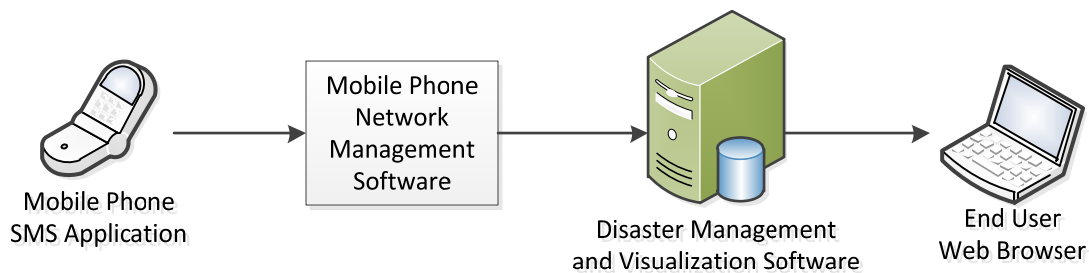 Mobile Phone
SMS Application
Mobile Phone
Network
Management
Software
Disaster Management
and Visualization Software
End User
Web Browser